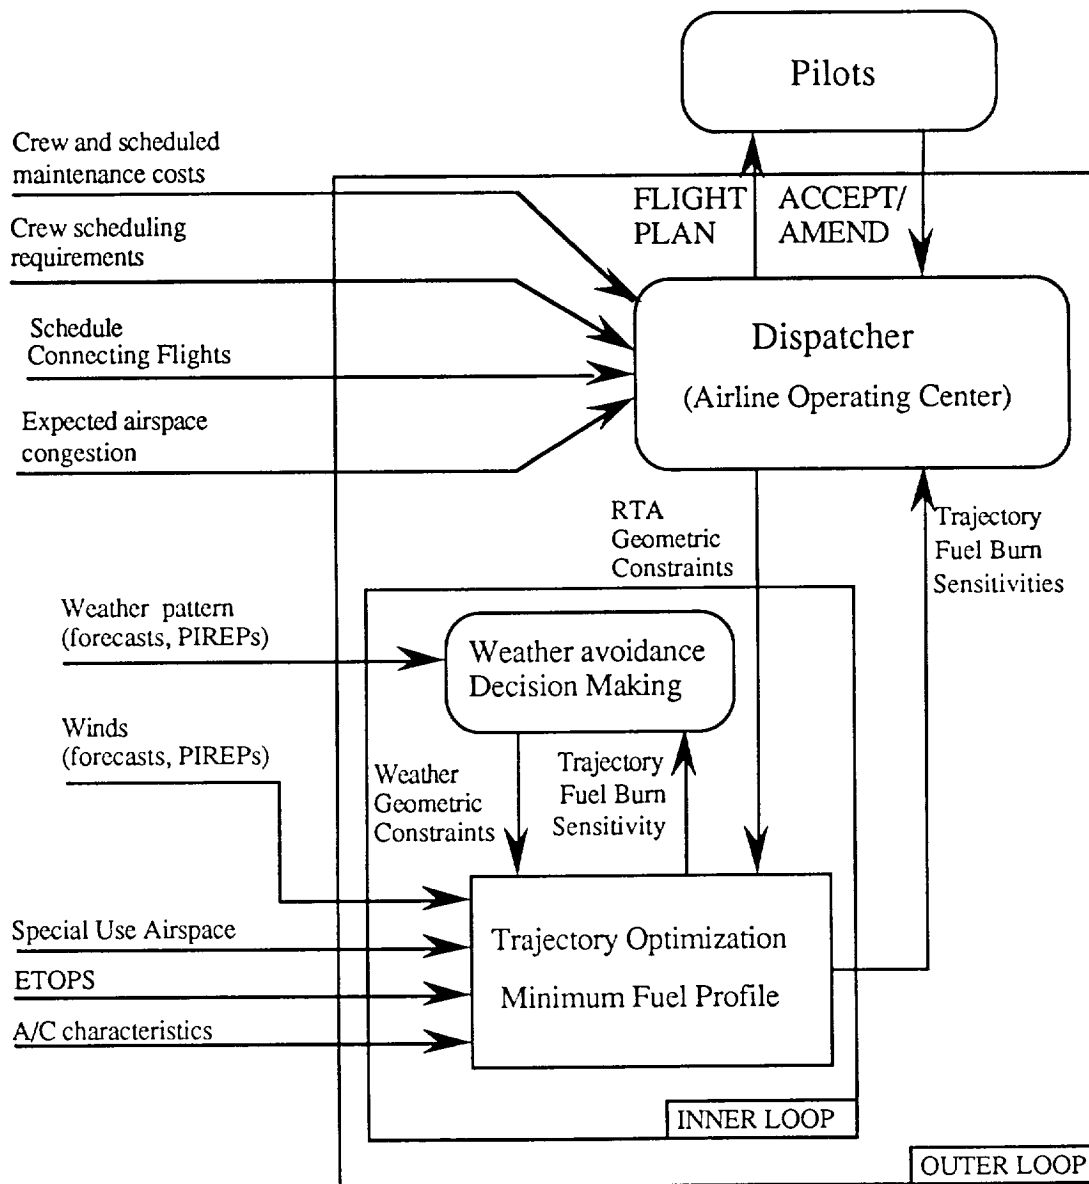 Pilots
Crew and scheduled
maintenance costs
FLIGHT
PLAN
ACCEPT/
AMEND
Crew scheduling
requirements
Schedule
Connecting Flights
Dispatcher
(Airline Operating Center)
Expected airspace
congestion
RTA
Geometric
Constraints
Trajectory
Fuel Burn
Sensitivities
Weather pattern
(forecasts, PIREPs)
Weather avoidance
Decision Making
Winds
(forecasts, PIREPs)
Weather
Geometric
Constraints
Trajectory
Fuel Burn
Sensitivity
Special Use Airspace
ETOPS
A/C characteristics
Trajectory Optimization
Minimum Fuel Profile
INNER LOOP
OUTER LOOP